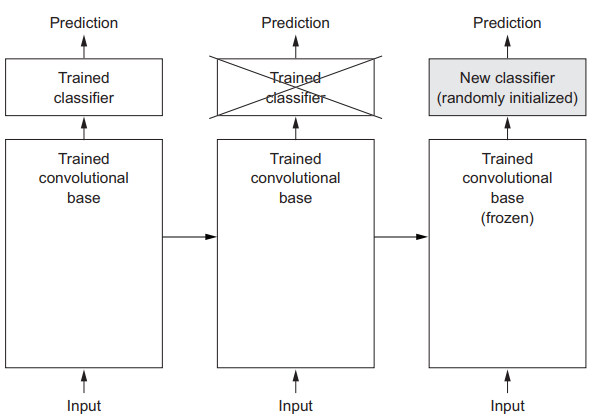 Prediction
Trained
classifier
Trained
convolutional
base
Input
Prediction
Trained
classifier
Trained
convolutional
base
Input
Prediction
New classifier
(randomly initialized)
Trained
convolutional
base
(frozen)
Input